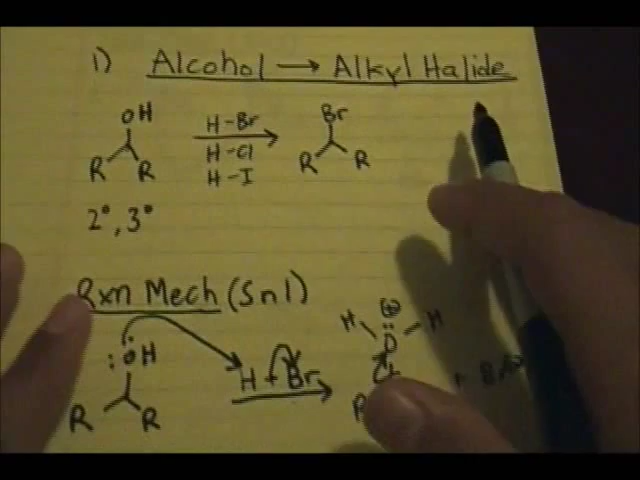 1) Alcohol → Alkyl Halide
OH
Br
H-Br
H-Cl
H-I
R R
R R
2°, 3°
Rxn Mech (Sn1)
H ⊕ H
:ÖH
Ö
H-Br
R R
R
+